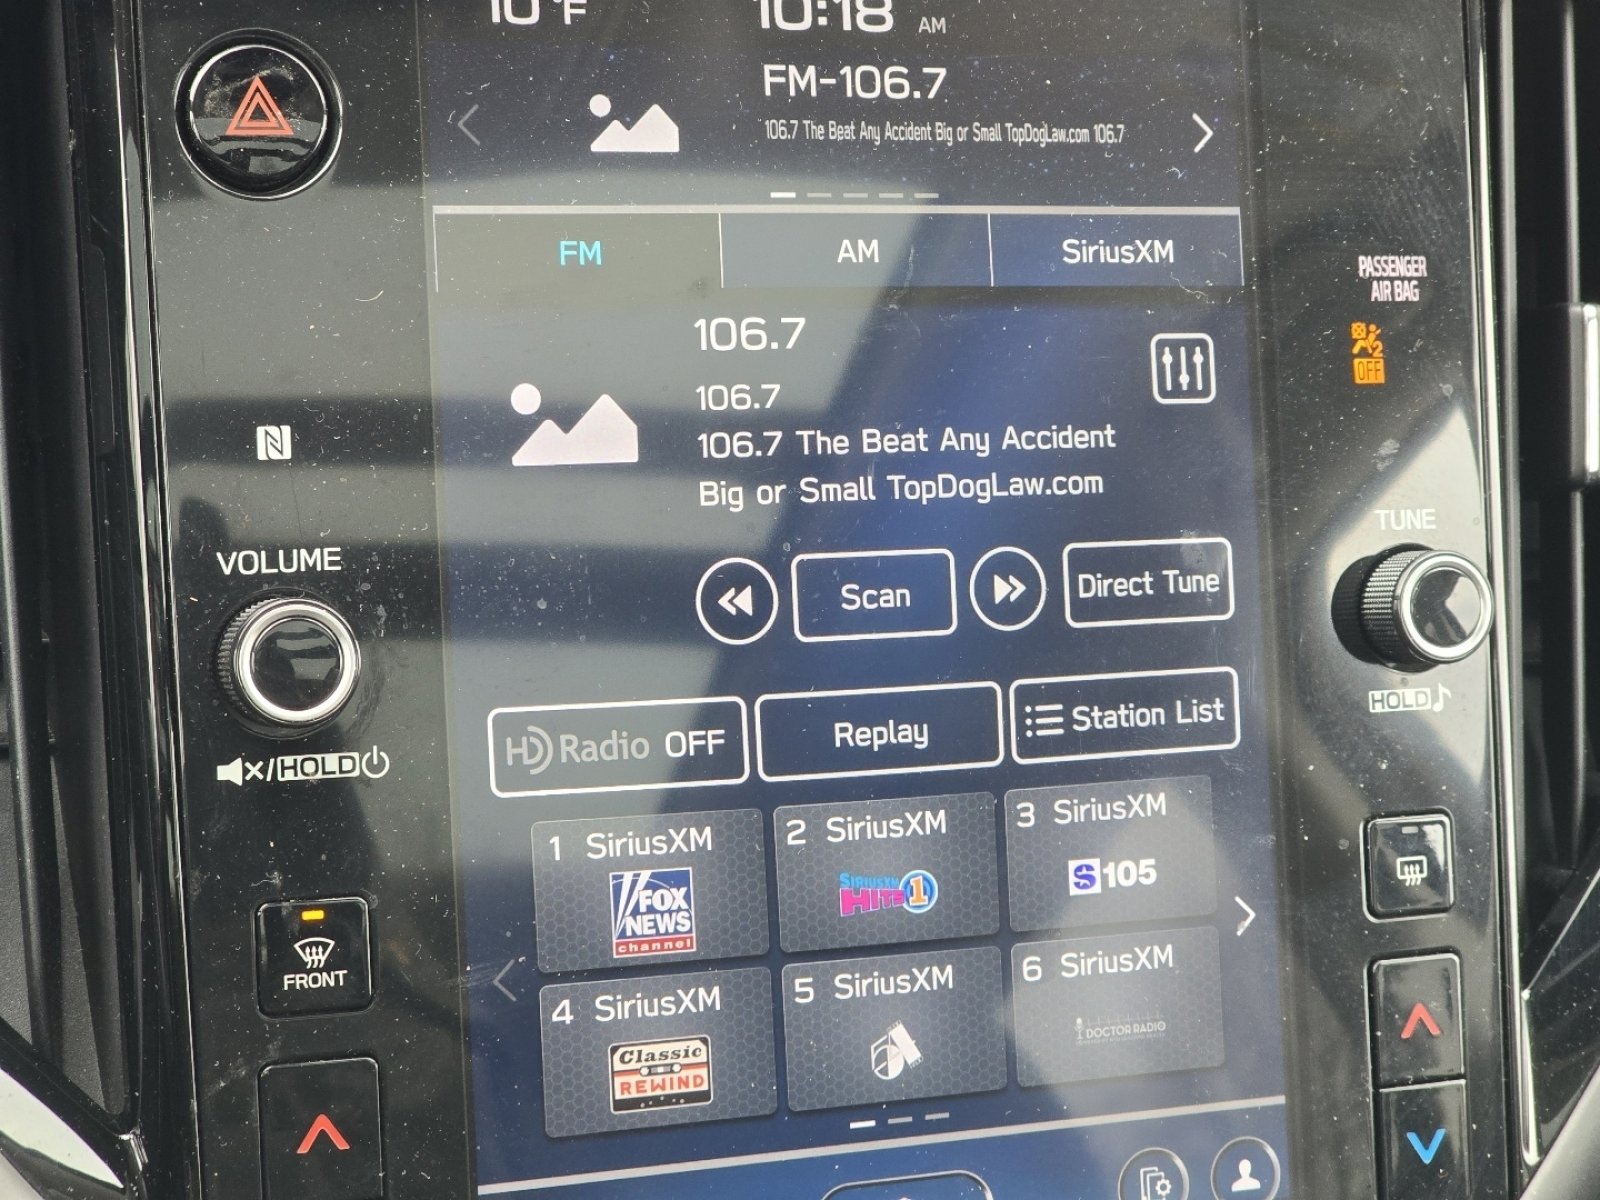 10°F 10:18 AM
FM-106.7
106.7 The Beat Any Accident Big or Small TopDogLaw.com 106.7
FM AM SiriusXM
PASSENGER
AIR BAG
2
OFF
106.7
106.7
106.7 The Beat Any Accident
Big or Small TopDogLaw.com
N
VOLUME
TUNE
Scan Direct Tune
HOLD
HD Radio OFF Replay Station List
x/HOLD
1 SiriusXM
FOX
NEWS
channel
2 SiriusXM
SIRIUSXM
HITS 1
3 SiriusXM
S 105
FRONT
4 SiriusXM
Classic
REWIND
5 SiriusXM
6 SiriusXM
DOCTOR RADIO